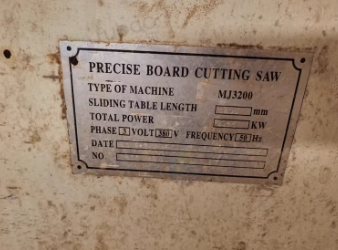 PRECISE BOARD CUTTING SAW
TYPE OF MACHINE MJ3200
SLIDING TABLE LENGTH mm
TOTAL POWER KW
PHASE 3 VOLT 380 V FREQUENCY 50 Hz
DATE
NO